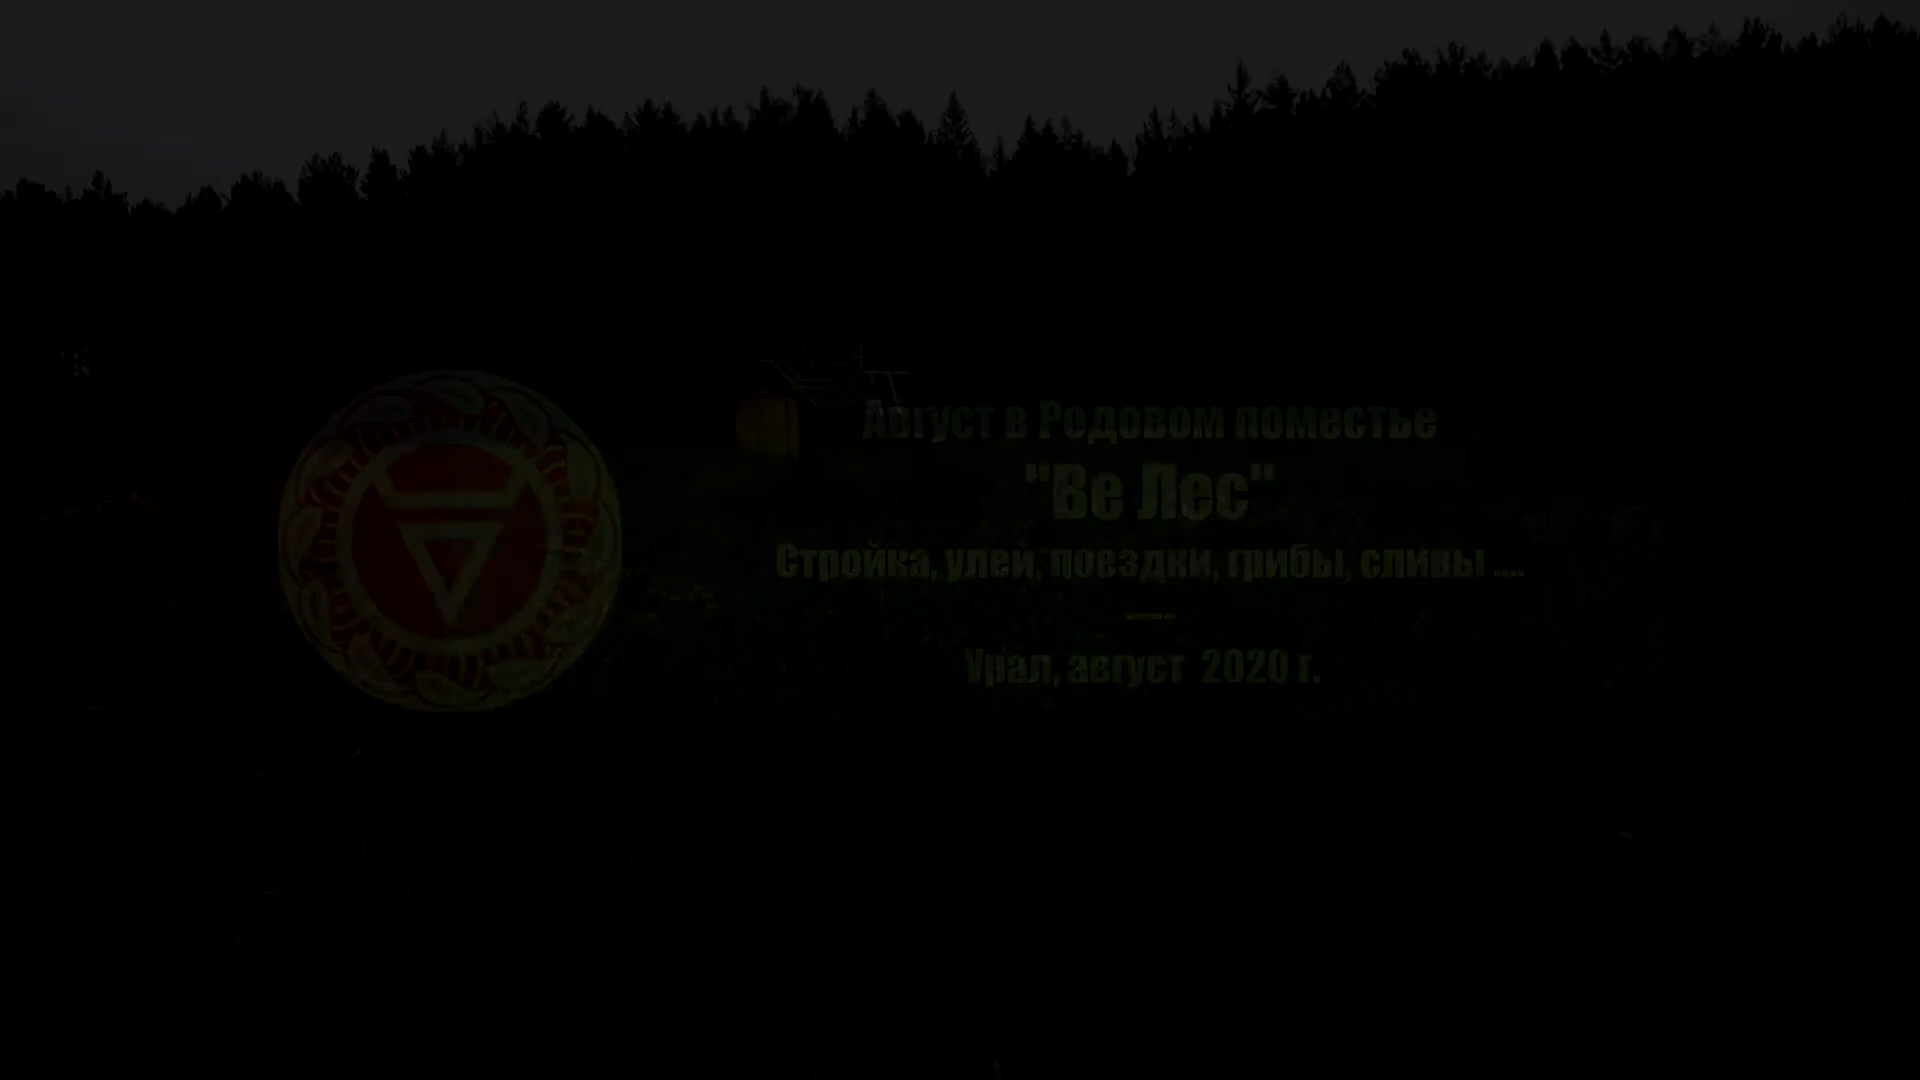 Август в Родовом поместье
"Ве Лес"
Стройка, улей, поездки, грибы, сливы ....
----
Урал, август 2020 г.